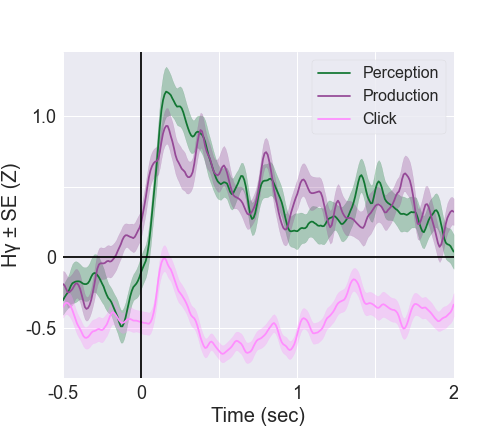 Perception
Production
Click
Hγ ± SE (Z)
1.0
0
-0.5
-0.5 0 1 2
Time (sec)